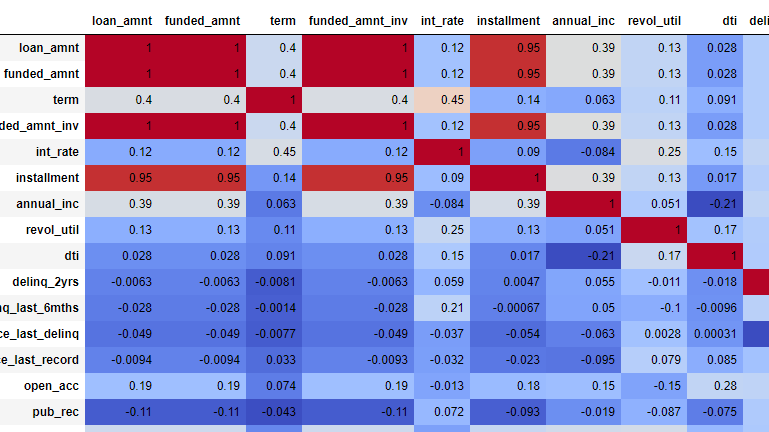 loan_amnt funded_amnt term funded_amnt_inv int_rate installment annual_inc revol_util dti deli
loan_amnt 1 1 0.4 1 0.12 0.95 0.39 0.13 0.028
funded_amnt 1 1 0.4 1 0.12 0.95 0.39 0.13 0.028
term 0.4 0.4 1 0.4 0.45 0.14 0.063 0.11 0.091
ded_amnt_inv 1 1 0.4 1 0.12 0.95 0.39 0.13 0.028
int_rate 0.12 0.12 0.45 0.12 1 0.09 -0.084 0.25 0.15
installment 0.95 0.95 0.14 0.95 0.09 1 0.39 0.13 0.017
annual_inc 0.39 0.39 0.063 0.39 -0.084 0.39 1 0.051 -0.21
revol_util 0.13 0.13 0.11 0.13 0.25 0.13 0.051 1 0.17
dti 0.028 0.028 0.091 0.028 0.15 0.017 -0.21 0.17 1
delinq_2yrs -0.0063 -0.0063 -0.0081 -0.0063 0.059 0.0047 0.055 -0.011 -0.018
nq_last_6mths -0.028 -0.028 -0.0014 -0.028 0.21 -0.00067 0.05 -0.1 -0.0096
ce_last_delinq -0.049 -0.049 -0.0077 -0.049 -0.037 -0.054 -0.063 0.0028 0.00031
ce_last_record -0.0094 -0.0094 0.033 -0.0093 -0.032 -0.023 -0.095 0.079 0.085
open_acc 0.19 0.19 0.074 0.19 -0.013 0.18 0.15 -0.15 0.28
pub_rec -0.11 -0.11 -0.043 -0.11 0.072 -0.093 -0.019 -0.087 -0.075